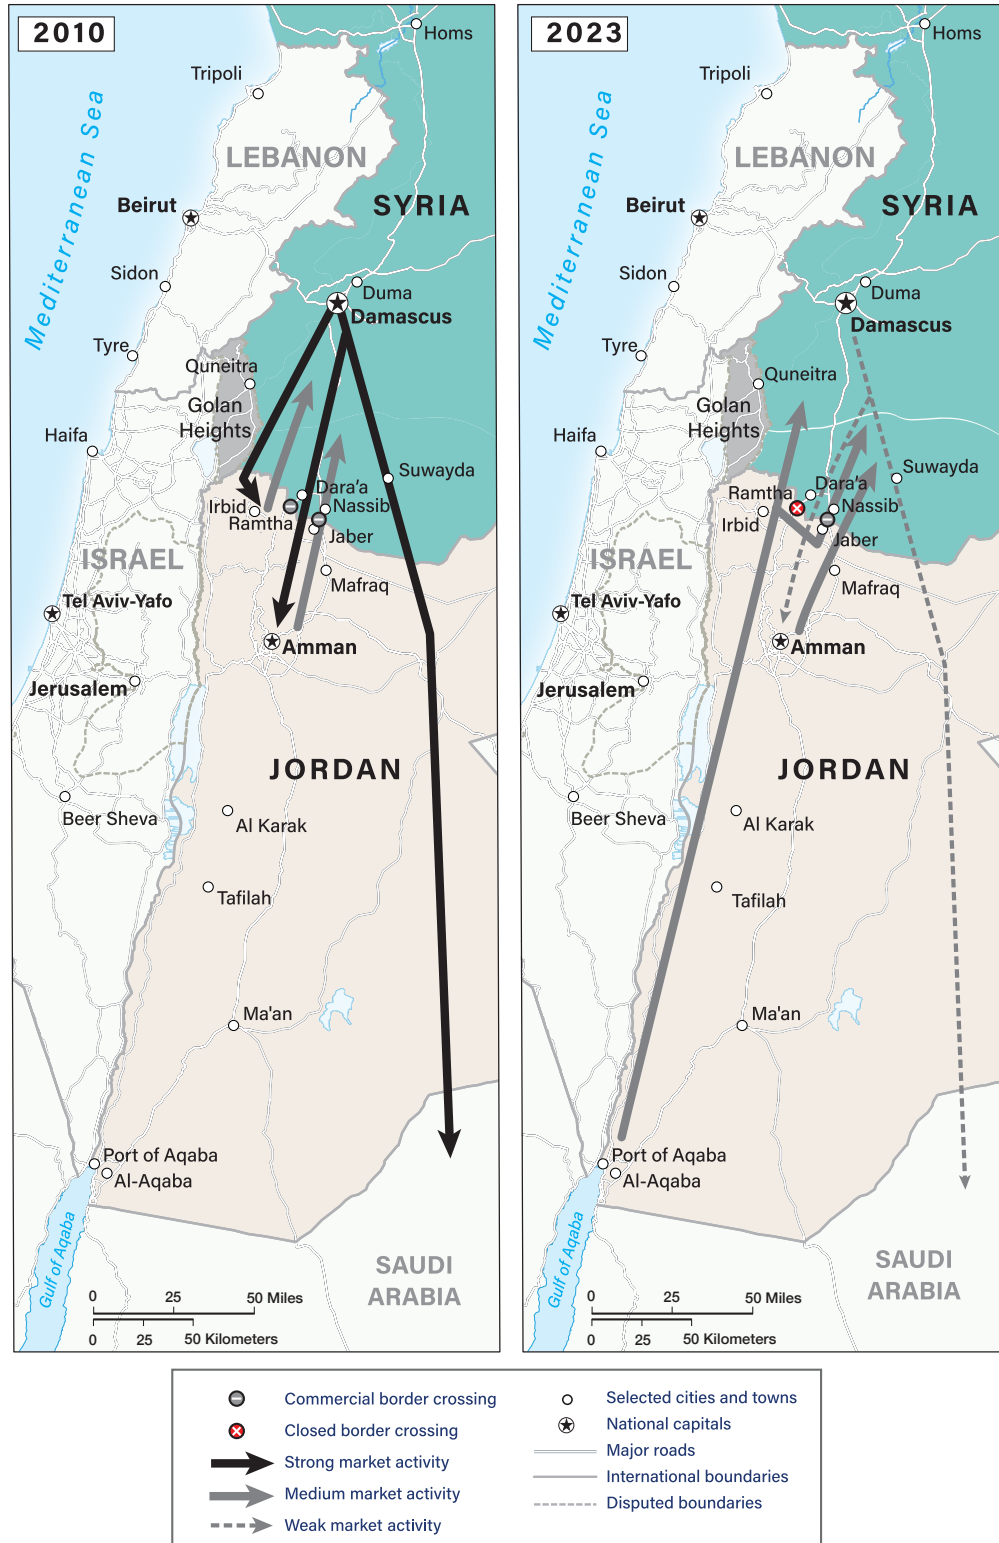 2010
Homs
Tripoli
Mediterranean Sea
LEBANON
SYRIA
Beirut
Sidon
Duma
Damascus
Tyre
Quneitra
Golan
Heights
Haifa
Suwayda
Dara'a
Irbid
Nassib
Ramtha
Jaber
ISRAEL
Mafraq
Tel Aviv-Yafo
Amman
Jerusalem
JORDAN
Beer Sheva
Al Karak
Tafilah
Ma'an
Port of Aqaba
Al-Aqaba
Gulf of Aqaba
SAUDI
ARABIA
0 25 50 Miles
0 25 50 Kilometers
2023
Homs
Tripoli
Mediterranean Sea
LEBANON
SYRIA
Beirut
Sidon
Duma
Damascus
Tyre
Quneitra
Golan
Heights
Haifa
Suwayda
Dara'a
Ramtha
Nassib
Irbid
Jaber
ISRAEL
Mafraq
Tel Aviv-Yafo
Amman
Jerusalem
JORDAN
Beer Sheva
Al Karak
Tafilah
Ma'an
Port of Aqaba
Al-Aqaba
Gulf of Aqaba
SAUDI
ARABIA
0 25 50 Miles
0 25 50 Kilometers
Commercial border crossing
Closed border crossing
Strong market activity
Medium market activity
Weak market activity
Selected cities and towns
National capitals
Major roads
International boundaries
Disputed boundaries